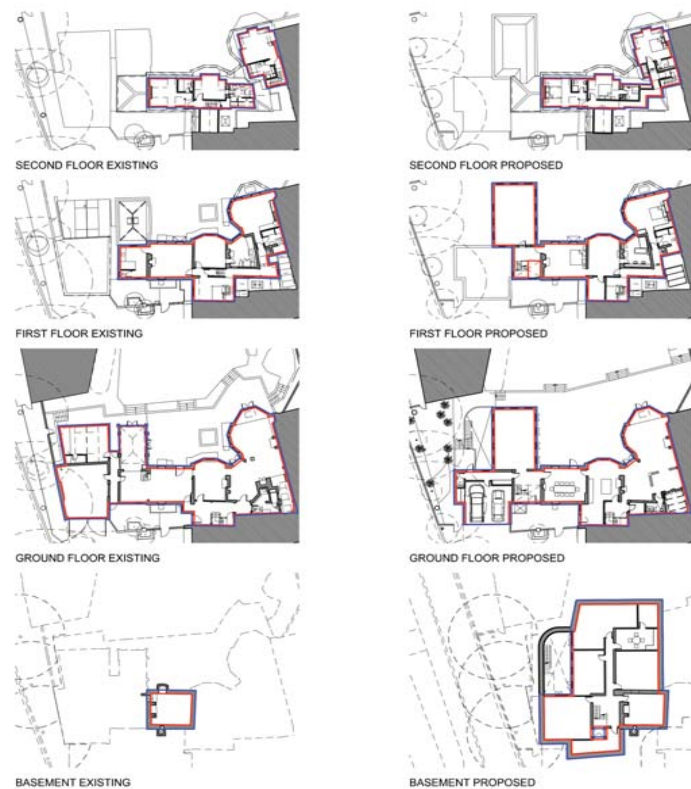 SECOND FLOOR EXISTING
SECOND FLOOR PROPOSED
FIRST FLOOR EXISTING
FIRST FLOOR PROPOSED
GROUND FLOOR EXISTING
GROUND FLOOR PROPOSED
BASEMENT EXISTING
BASEMENT PROPOSED